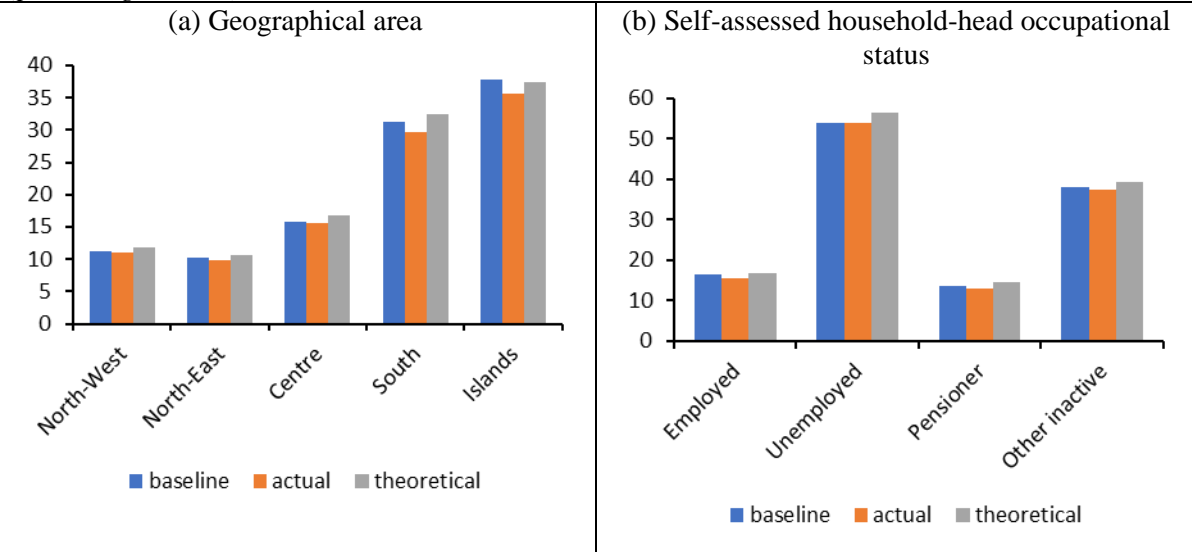 (a) Geographical area
40
35
30
25
20
15
10
5
0
North-West
North-East
Centre
South
Islands
baseline actual theoretical
(b) Self-assessed household-head occupational
status
60
50
40
30
20
10
0
Employed
Unemployed
Pensioner
Other inactive
baseline actual theoretical